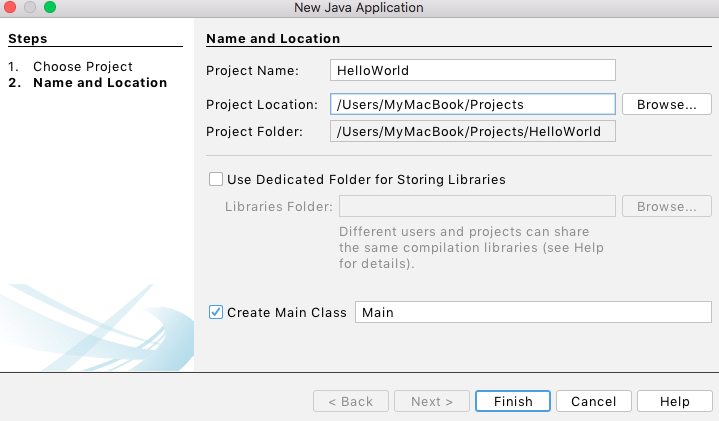 New Java Application
Steps
1. Choose Project
2. Name and Location
Name and Location
Project Name: HelloWorld
Project Location: /Users/MyMacBook/Projects Browse...
Project Folder: /Users/MyMacBook/Projects/HelloWorld
Use Dedicated Folder for Storing Libraries
Libraries Folder: Browse...
Different users and projects can share
the same compilation libraries (see Help
for details).
Create Main Class Main
< Back Next > Finish Cancel Help